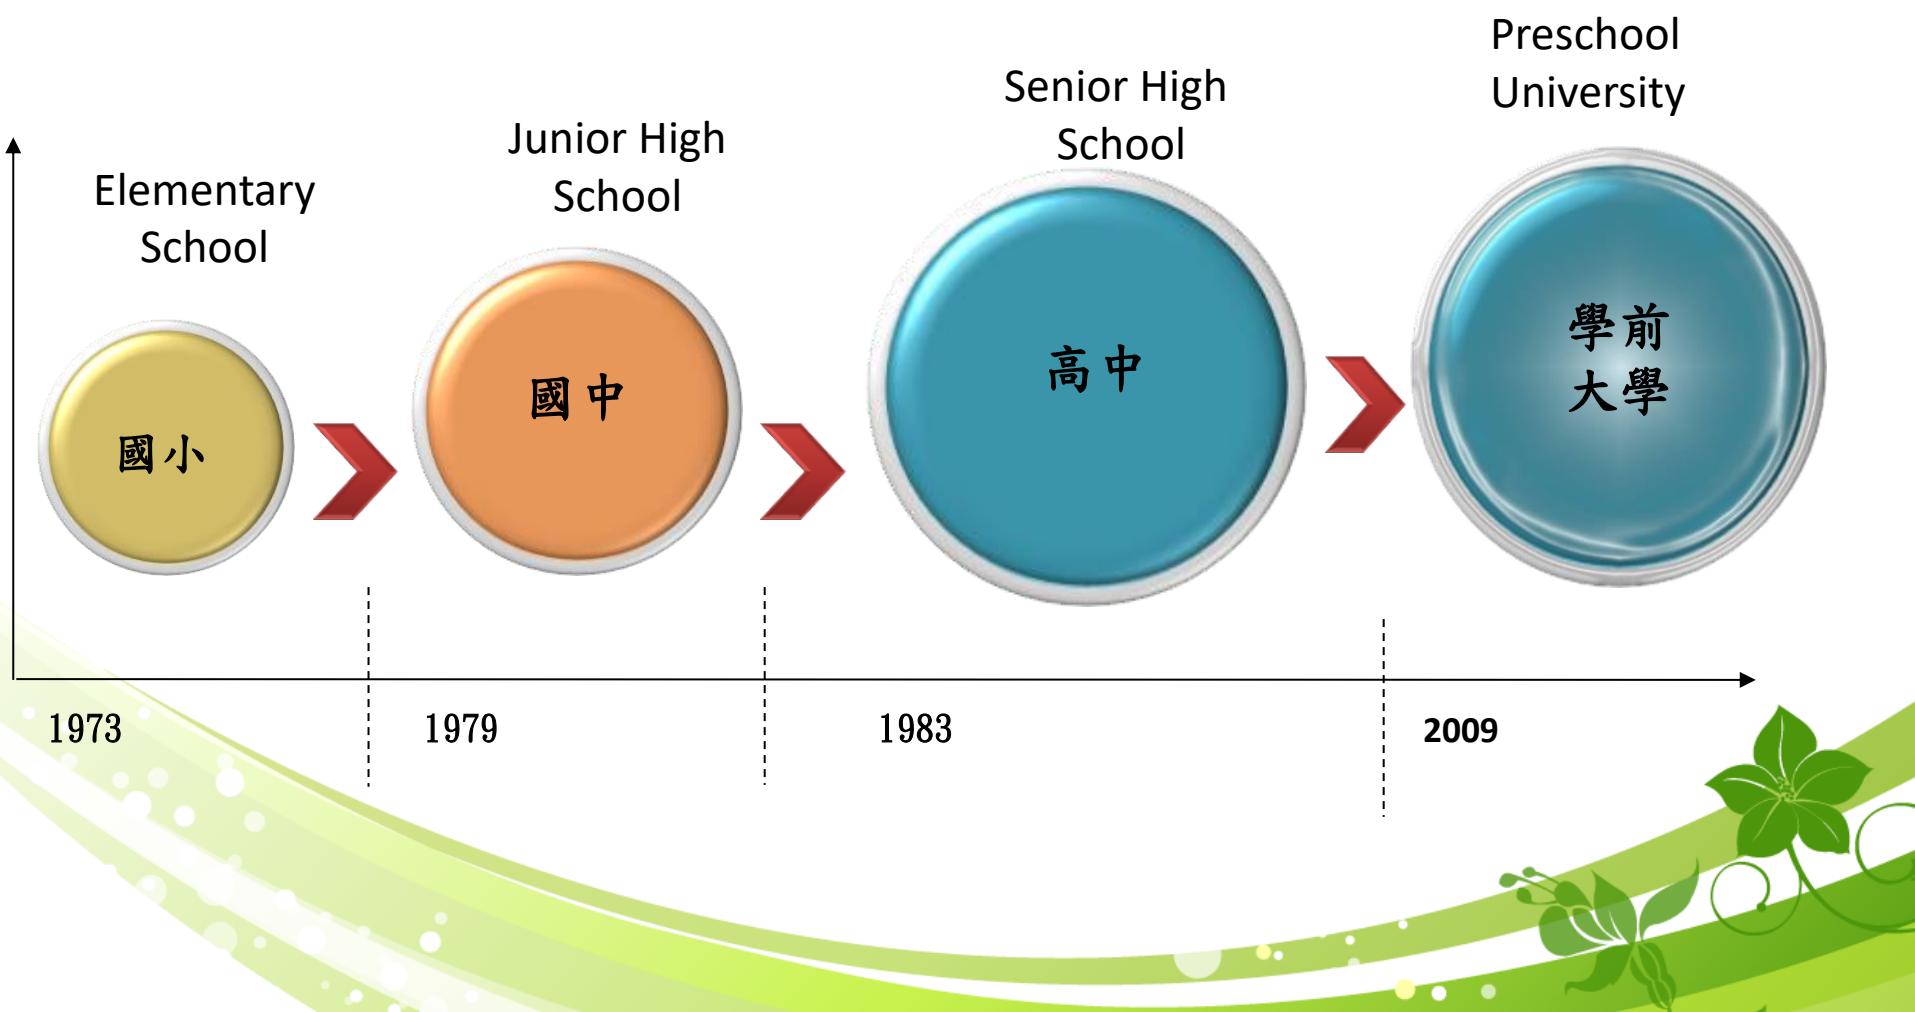 Elementary
School
國小
Junior High
School
國中
Senior High
School
高中
Preschool
University
學前
大學
1973
1979
1983
2009